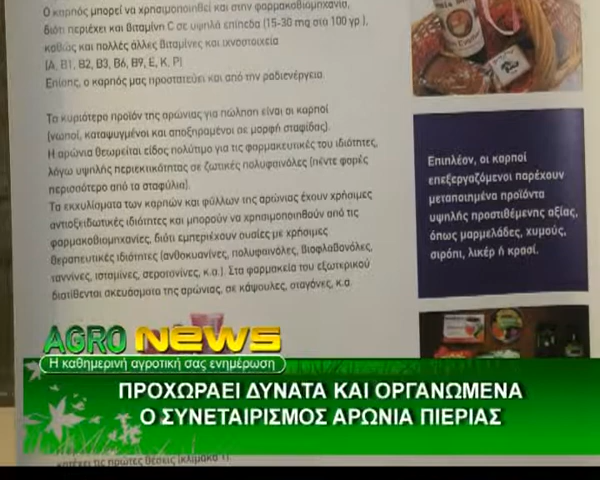 Ο καρπός μπορεί να χρησιμοποιηθεί και στην φαρμακοβιομηχανία,
διότι περιέχει και βιταμίνη C σε υψηλά επίπεδα (15-30 mg στα 100 γρ.),
καθώς και πολλές άλλες βιταμίνες και ιχνοστοιχεία
(A, B1, B2, B3, B6, B9, E, K, P)
Επίσης, ο καρπός μας προστατεύει και από την ραδιενέργεια.
Το κυριότερο προϊόν της αρώνιας για πώληση είναι οι καρποί
(νωποί, καταψυγμένοι και αποξηραμένοι σε μορφή σταφίδας).
Η αρώνια θεωρείται είδος πολύτιμο για τις φαρμακευτικές του ιδιότητες,
λόγω υψηλής περιεκτικότητας σε ζωτικές πολυφαινόλες (πέντε φορές
περισσότερο από τα σταφύλια).
Τα εκχυλίσματα των καρπών και φύλλων της αρώνιας έχουν χρήσιμες
αντιοξειδωτικές ιδιότητες και μπορούν να χρησιμοποιηθούν από τις
φαρμακοβιομηχανίες, διότι εμπεριέχουν ουσίες με χρήσιμες
θεραπευτικές ιδιότητες (ανθοκυανίνες, πολυφαινόλες, βιοφλαβονόλες,
ταννίνες, ισταμίνες, σεροτονίνες, κ.α.). Στα φαρμακεία του εξωτερικού
διατίθενται σκευάσματα της αρώνιας, σε κάψουλες, σταγόνες, κ.α.
Επιπλέον, οι καρποί
επεξεργαζόμενοι παρέχουν
μεταποιημένα προϊόντα
υψηλής προστιθέμενης αξίας,
όπως μαρμελάδες, χυμούς,
σιρόπι, λικέρ ή κρασί.
AGRO NEWS
Η καθημερινή αγροτική σας ενημέρωση
ΠΡΟΧΩΡΑΕΙ ΔΥΝΑΤΑ ΚΑΙ ΟΡΓΑΝΩΜΕΝΑ
Ο ΣΥΝΕΤΑΙΡΙΣΜΟΣ ΑΡΩΝΙΑ ΠΙΕΡΙΑΣ
κατέχει τις πρώτες θέσεις (κλίμακα 1).